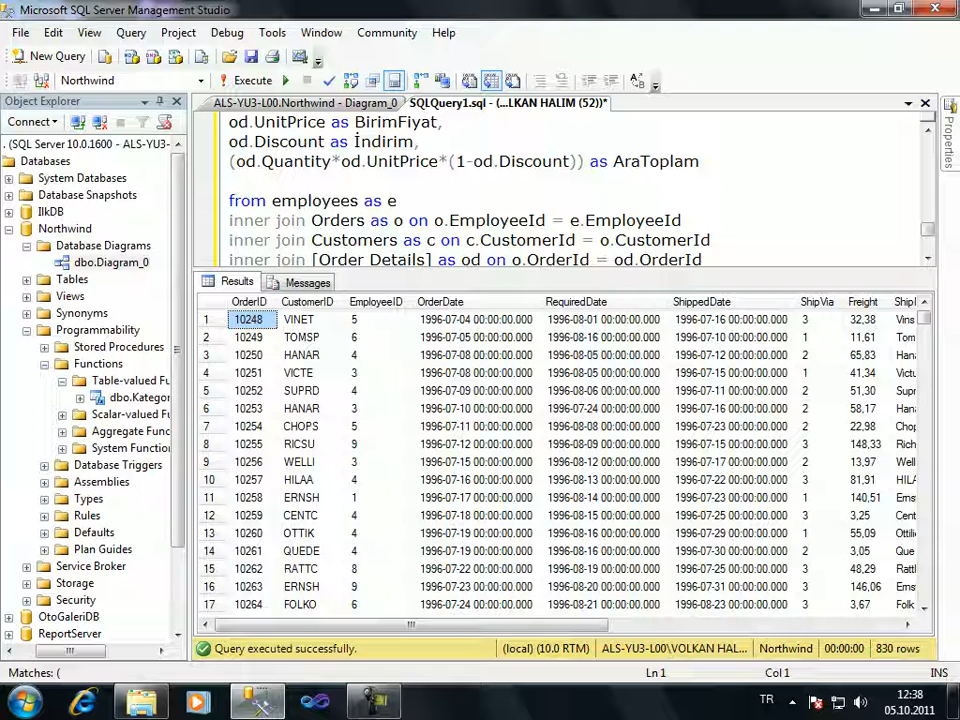 Microsoft SQL Server Management Studio
File Edit View Query Project Debug Tools Window Community Help
New Query
Northwind Execute
Object Explorer
ALS-YU3-L00.Northwind - Diagram_0 SQLQuery1.sql - (...LKAN HALIM (52))*
Properties
Connect
. (SQL Server 10.0.1600 - ALS-YU3
Databases
System Databases
Database Snapshots
IlkDB
Northwind
Database Diagrams
dbo.Diagram_0
Tables
Views
Synonyms
Programmability
Stored Procedures
Functions
Table-valued Fu
dbo.Kategor
Scalar-valued Fu
Aggregate Func
System Function
Database Triggers
Assemblies
Types
Rules
Defaults
Plan Guides
Service Broker
Storage
Security
OtoGaleriDB
ReportServer
od.UnitPrice as BirimFiyat,
od.Discount as İndirim,
(od.Quantity*od.UnitPrice*(1-od.Discount)) as AraToplam
from employees as e
inner join Orders as o on o.EmployeeId = e.EmployeeId
inner join Customers as c on c.CustomerId = o.CustomerId
inner join [Order Details] as od on o.OrderId = od.OrderId
Results Messages
OrderID CustomerID EmployeeID OrderDate RequiredDate ShippedDate ShipVia Freight Ship
1 10248 VINET 5 1996-07-04 00:00:00.000 1996-08-01 00:00:00.000 1996-07-16 00:00:00.000 3 32,38 Vins
2 10249 TOMSP 6 1996-07-05 00:00:00.000 1996-08-16 00:00:00.000 1996-07-10 00:00:00.000 1 11,61 Tom
3 10250 HANAR 4 1996-07-08 00:00:00.000 1996-08-05 00:00:00.000 1996-07-12 00:00:00.000 2 65,83 Han
4 10251 VICTE 3 1996-07-08 00:00:00.000 1996-08-05 00:00:00.000 1996-07-15 00:00:00.000 1 41,34 Victu
5 10252 SUPRD 4 1996-07-09 00:00:00.000 1996-08-06 00:00:00.000 1996-07-11 00:00:00.000 2 51,30 Supr
6 10253 HANAR 3 1996-07-10 00:00:00.000 1996-07-24 00:00:00.000 1996-07-16 00:00:00.000 2 58,17 Han
7 10254 CHOPS 5 1996-07-11 00:00:00.000 1996-08-08 00:00:00.000 1996-07-23 00:00:00.000 2 22,98 Chop
8 10255 RICSU 9 1996-07-12 00:00:00.000 1996-08-09 00:00:00.000 1996-07-15 00:00:00.000 3 148,33 Rich
9 10256 WELLI 3 1996-07-15 00:00:00.000 1996-08-12 00:00:00.000 1996-07-17 00:00:00.000 2 13,97 Well
10 10257 HILAA 4 1996-07-16 00:00:00.000 1996-08-13 00:00:00.000 1996-07-22 00:00:00.000 3 81,91 HILA
11 10258 ERNSH 1 1996-07-17 00:00:00.000 1996-08-14 00:00:00.000 1996-07-23 00:00:00.000 1 140,51 Erns
12 10259 CENTC 4 1996-07-18 00:00:00.000 1996-08-15 00:00:00.000 1996-07-25 00:00:00.000 3 3,25 Cent
13 10260 OTTIK 4 1996-07-19 00:00:00.000 1996-08-16 00:00:00.000 1996-07-29 00:00:00.000 1 55,09 Ottili
14 10261 QUEDE 4 1996-07-19 00:00:00.000 1996-08-16 00:00:00.000 1996-07-30 00:00:00.000 2 3,05 Que
15 10262 RATTC 8 1996-07-22 00:00:00.000 1996-08-19 00:00:00.000 1996-07-25 00:00:00.000 3 48,29 Rattl
16 10263 ERNSH 9 1996-07-23 00:00:00.000 1996-08-20 00:00:00.000 1996-07-31 00:00:00.000 3 146,06 Erns
17 10264 FOLKO 6 1996-07-24 00:00:00.000 1996-08-21 00:00:00.000 1996-08-23 00:00:00.000 3 3,67 Folk
Query executed successfully. (local) (10.0 RTM) ALS-YU3-L00\VOLKAN HAL... Northwind 00:00:00 830 rows
Matches: ( Ln 1 Col 1 INS
TR 12:38
05.10.2011